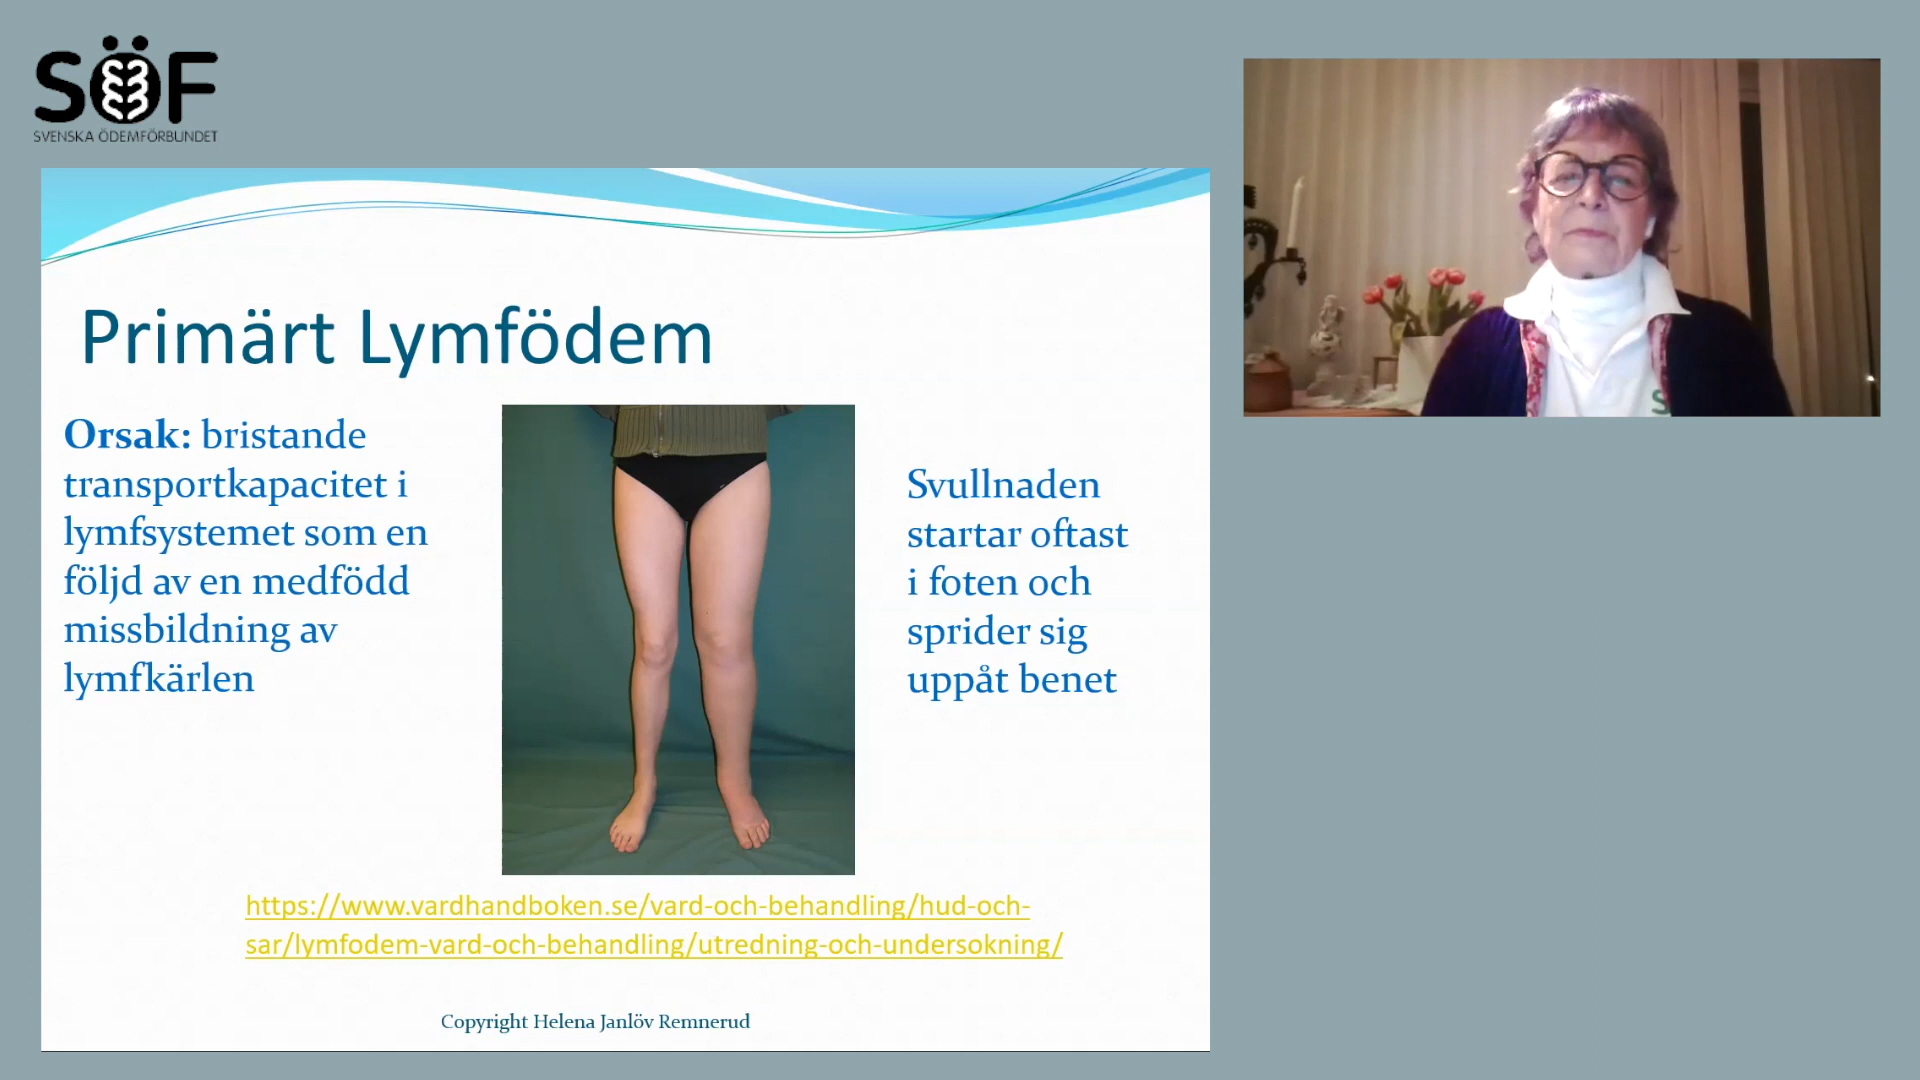 SÖF
SVENSKA ÖDEMFÖRBUNDET
Primärt Lymfödem
Orsak: bristande
transportkapacitet i
lymfsystemet som en
följd av en medfödd
missbildning av
lymfkärlen
Svullnaden
startar oftast
i foten och
sprider sig
uppåt benet
https://www.vardhandboken.se/vard-och-behandling/hud-och-
sar/lymfodem-vard-och-behandling/utredning-och-undersokning/
Copyright Helena Janlöv Remnerud